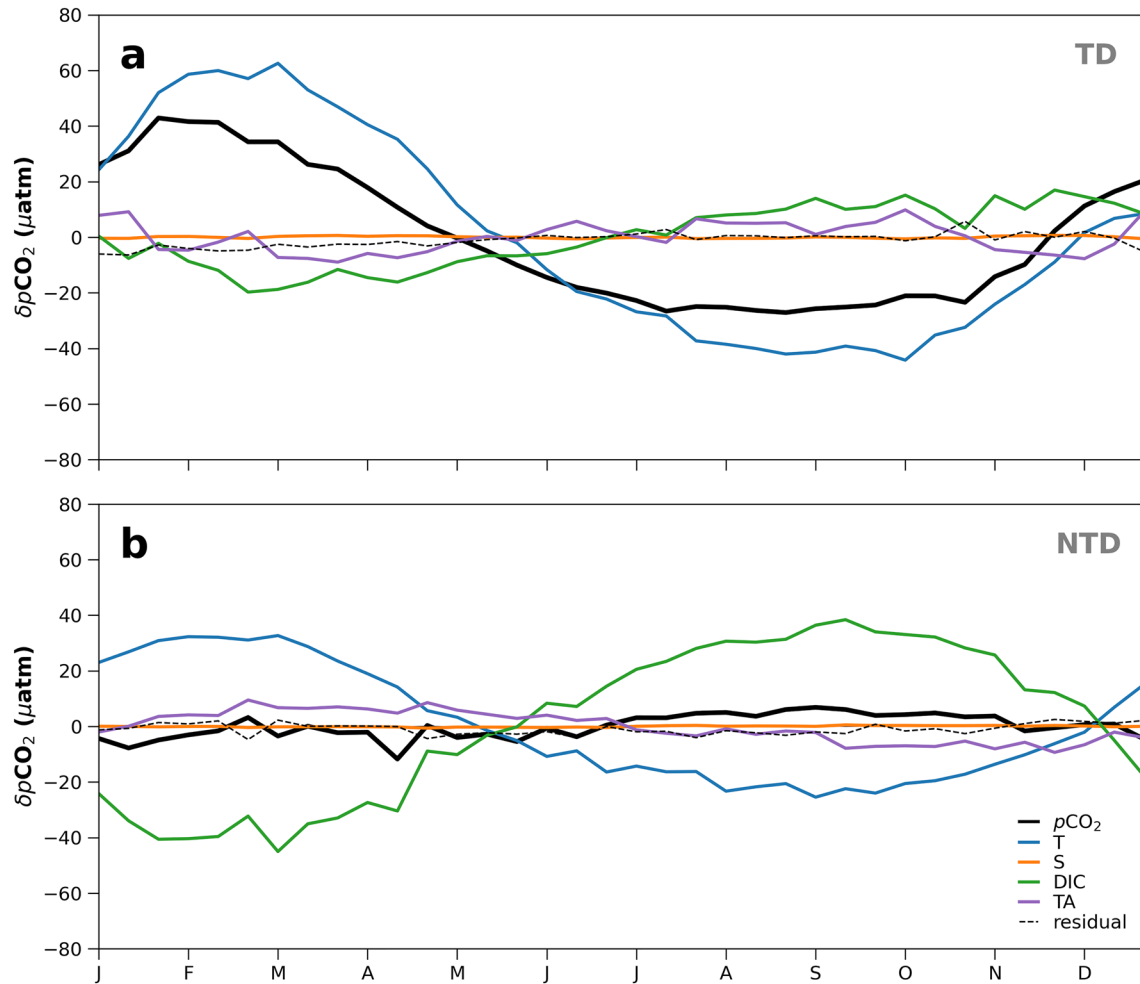 80
60
40
20
0
−20
−40
−60
−80
δpCO₂ (μatm)
a
TD
80
60
40
20
0
−20
−40
−60
−80
δpCO₂ (μatm)
b
NTD
pCO₂
T
S
DIC
TA
residual
J F M A M J J A S O N D